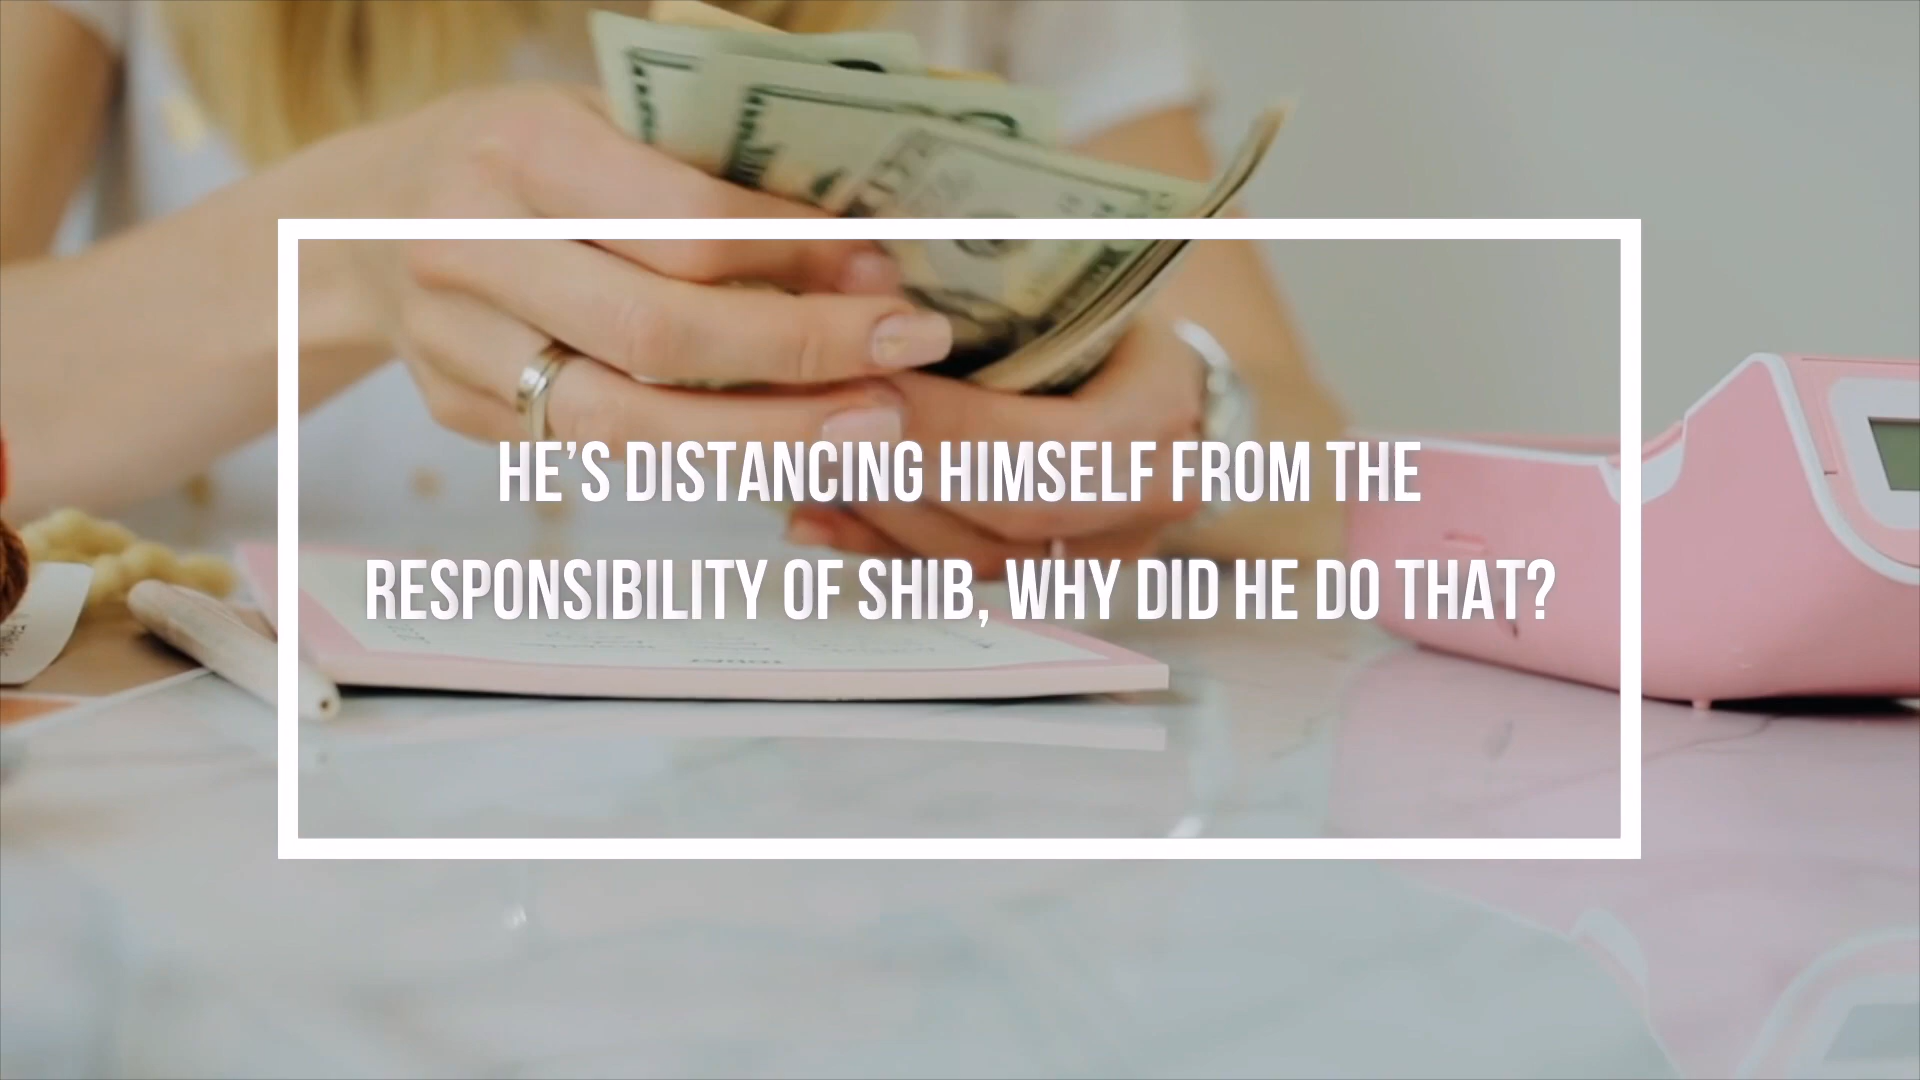 HE’S DISTANCING HIMSELF FROM THE
RESPONSIBILITY OF SHIB, WHY DID HE DO THAT?